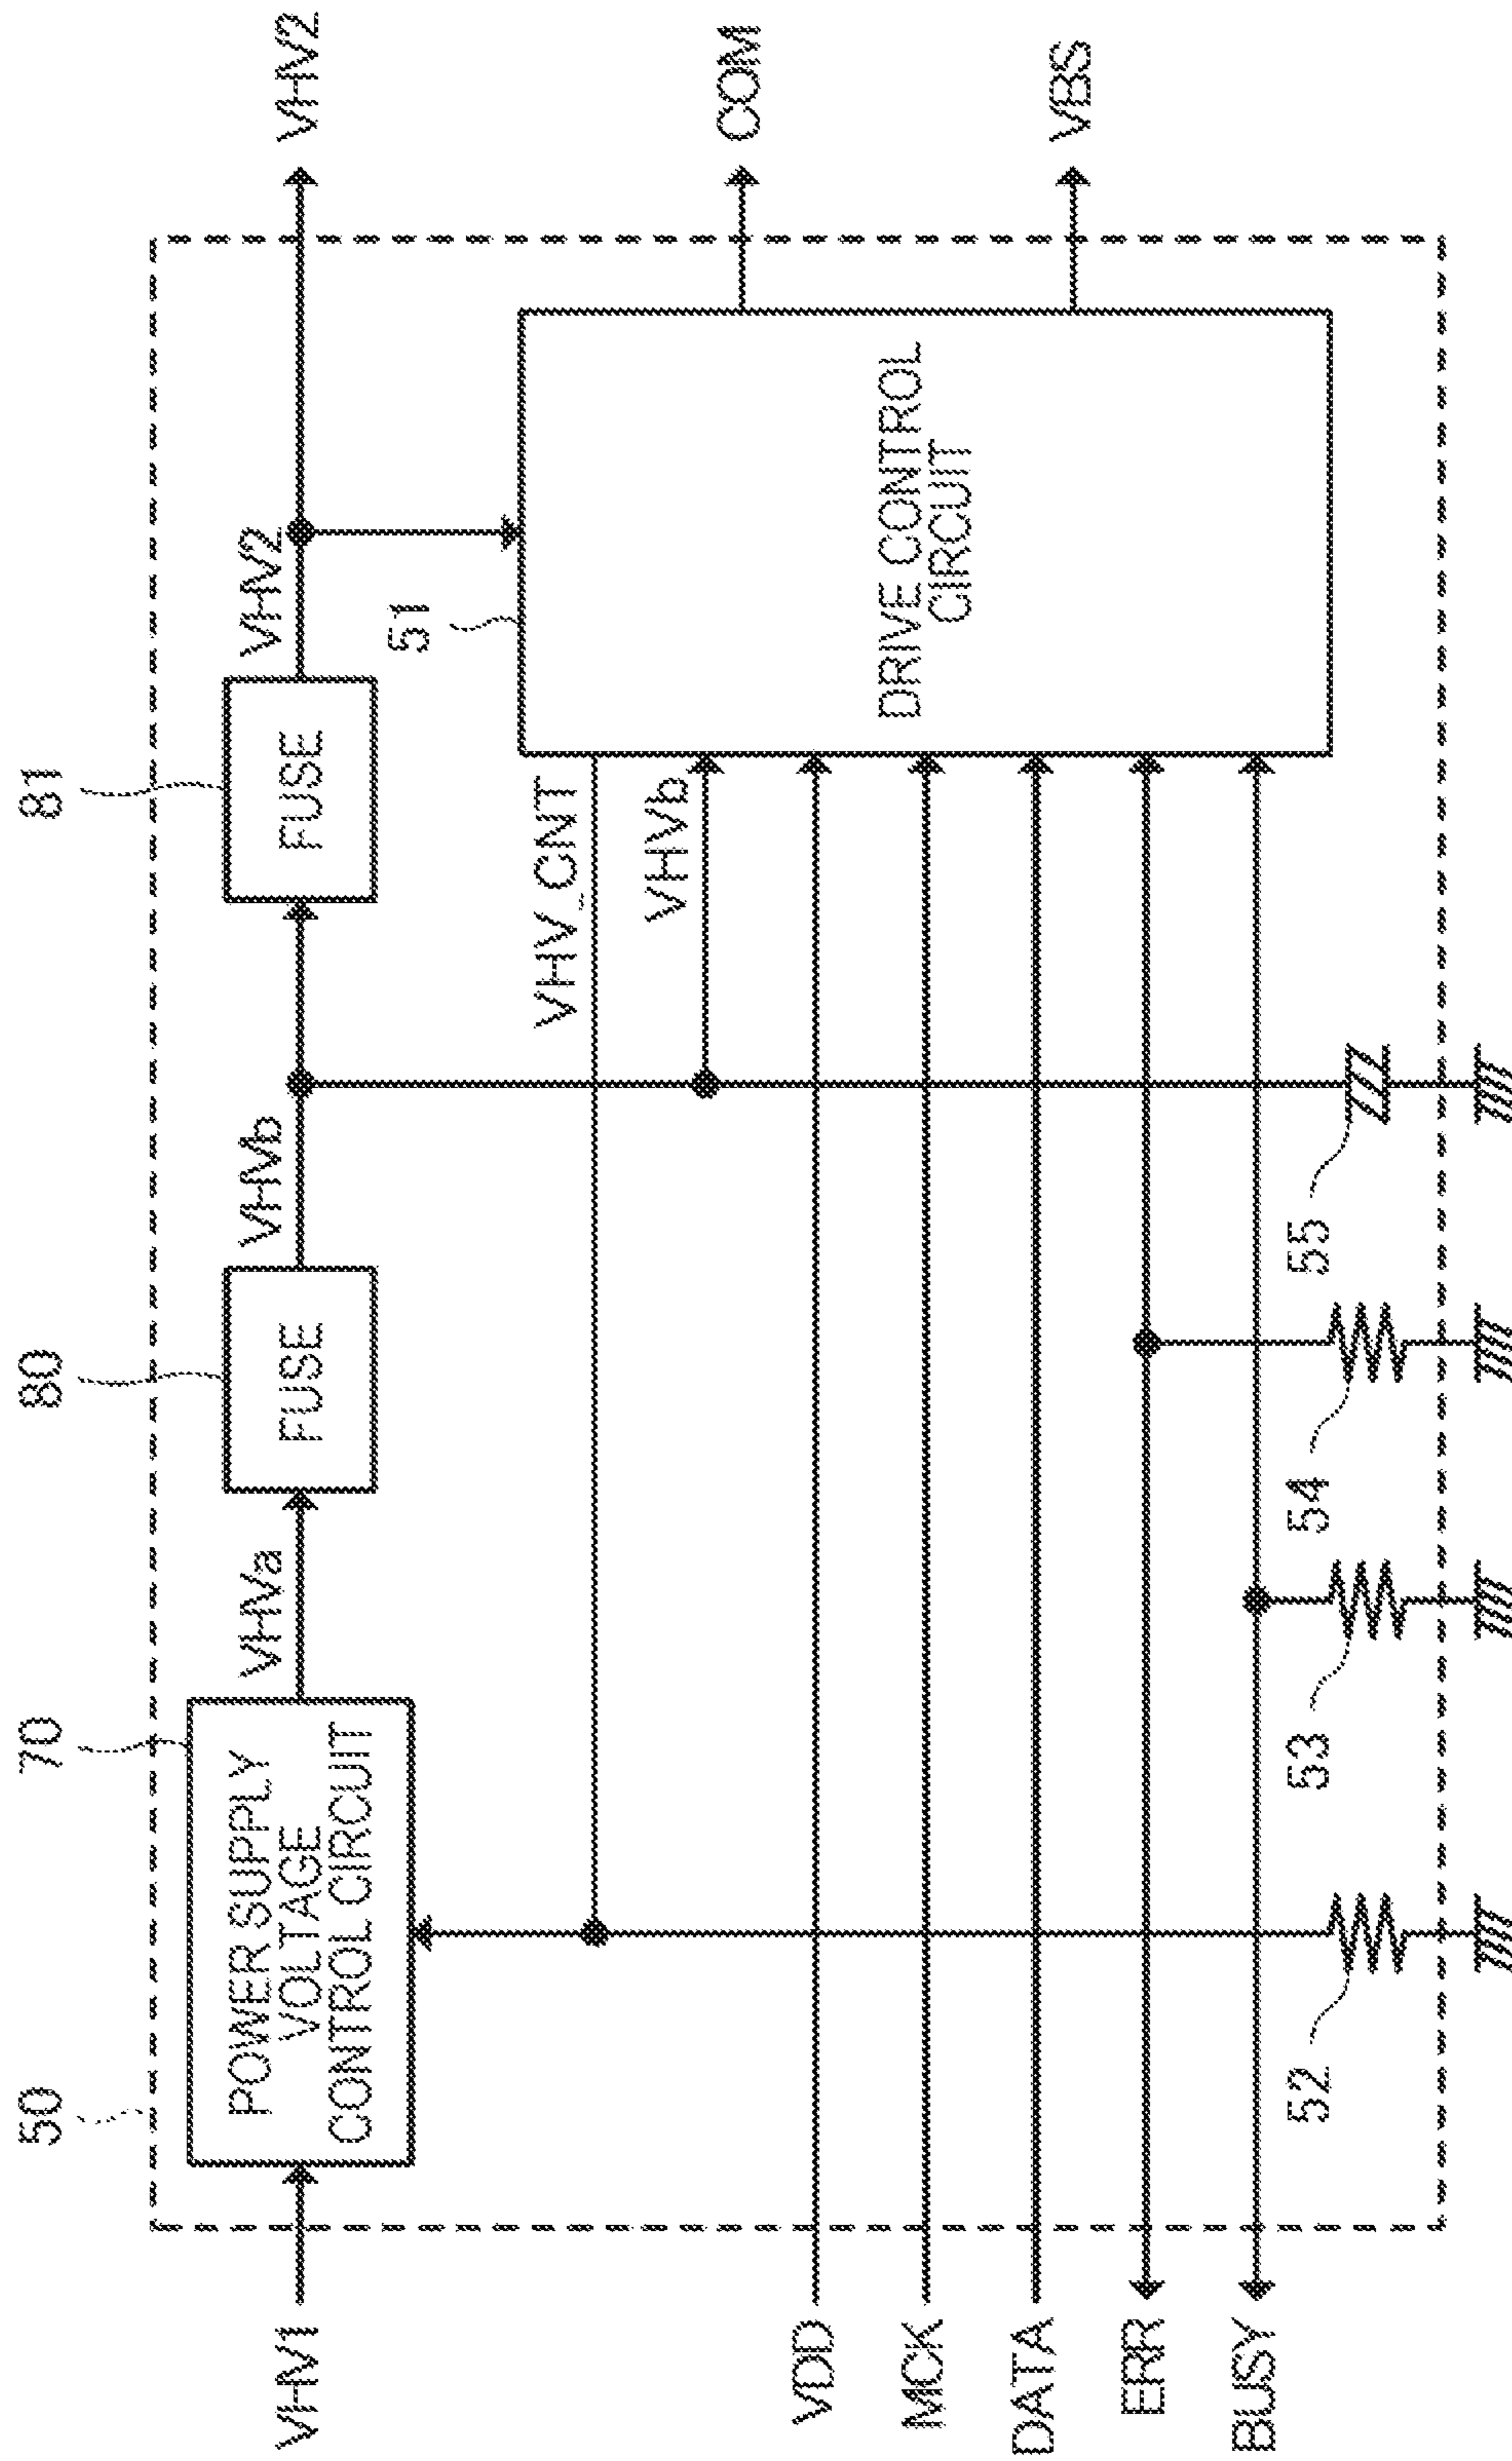 50
70
80
81
VHV1
POWER SUPPLY
VOLTAGE
CONTROL CIRCUIT
VHVa
FUSE
VHVb
FUSE
VHV2
VHV2
51
VHV_CNT
VHVb
DRIVE CONTROL
CIRCUIT
COM
VBS
VDD
MCK
DATA
ERR
BUSY
52
53
54
55